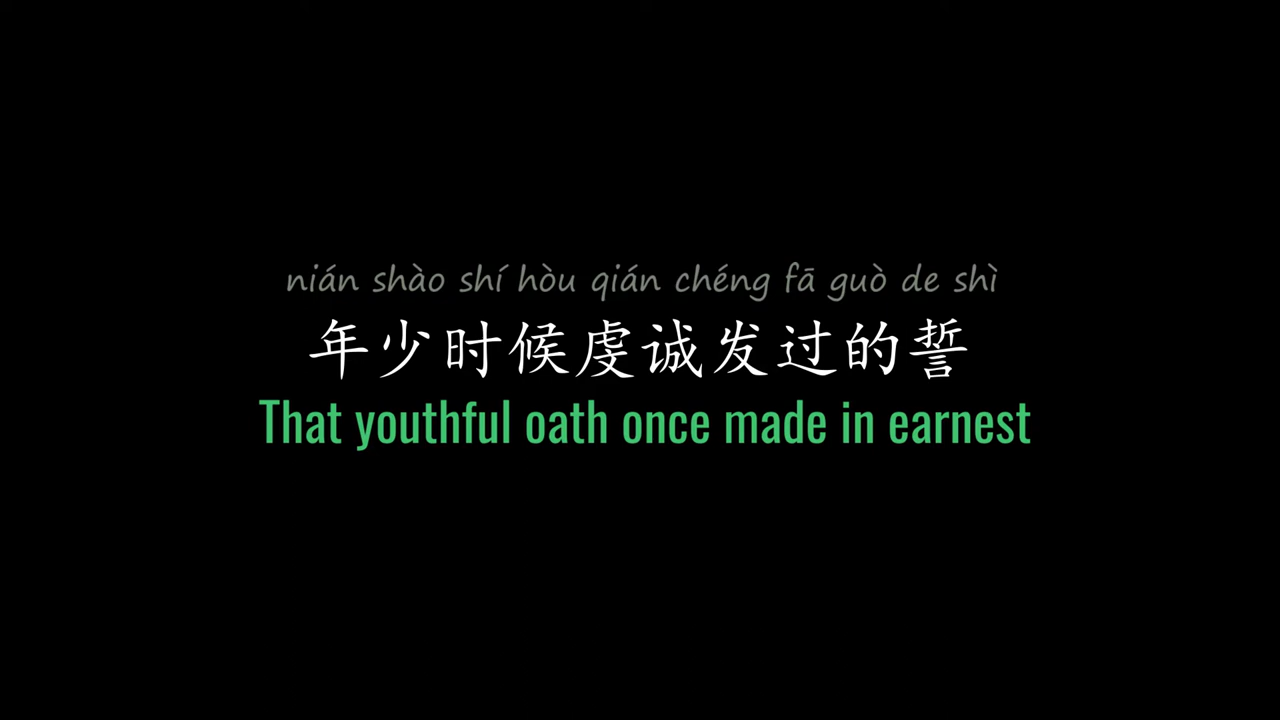 nián shào shí hòu qián chéng fā guò de shì
年少时候虔诚发过的誓
That youthful oath once made in earnest